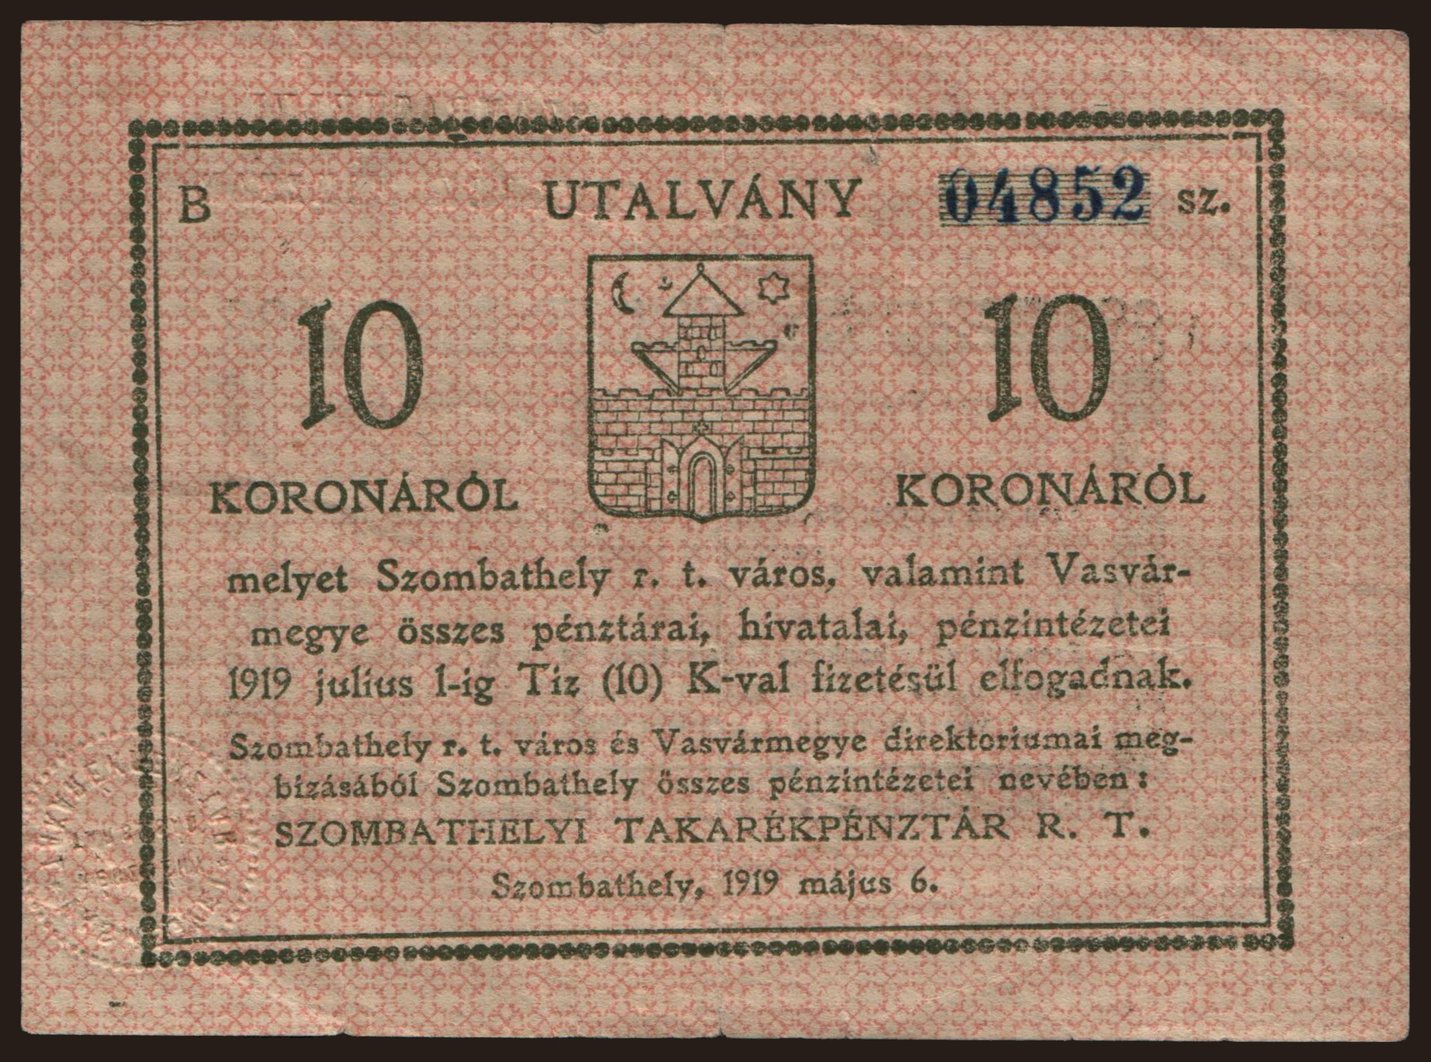 B UTALVÁNY 04852 sz.
10 10
KORONÁRÓL KORONÁRÓL
melyet Szombathely r. t. város, valamint Vasvár-
megye összes pénztárai, hivatalai, pénzintézetei
1919 julius 1-ig Tiz (10) K-val fizetésül elfogadnak.
Szombathely r. t. város és Vasvármegye direktoriumai meg-
bizásából Szombathely összes pénzintézetei nevében:
SZOMBATHELYI TAKARÉKPÉNZTÁR R. T.
Szombathely, 1919 május 6.